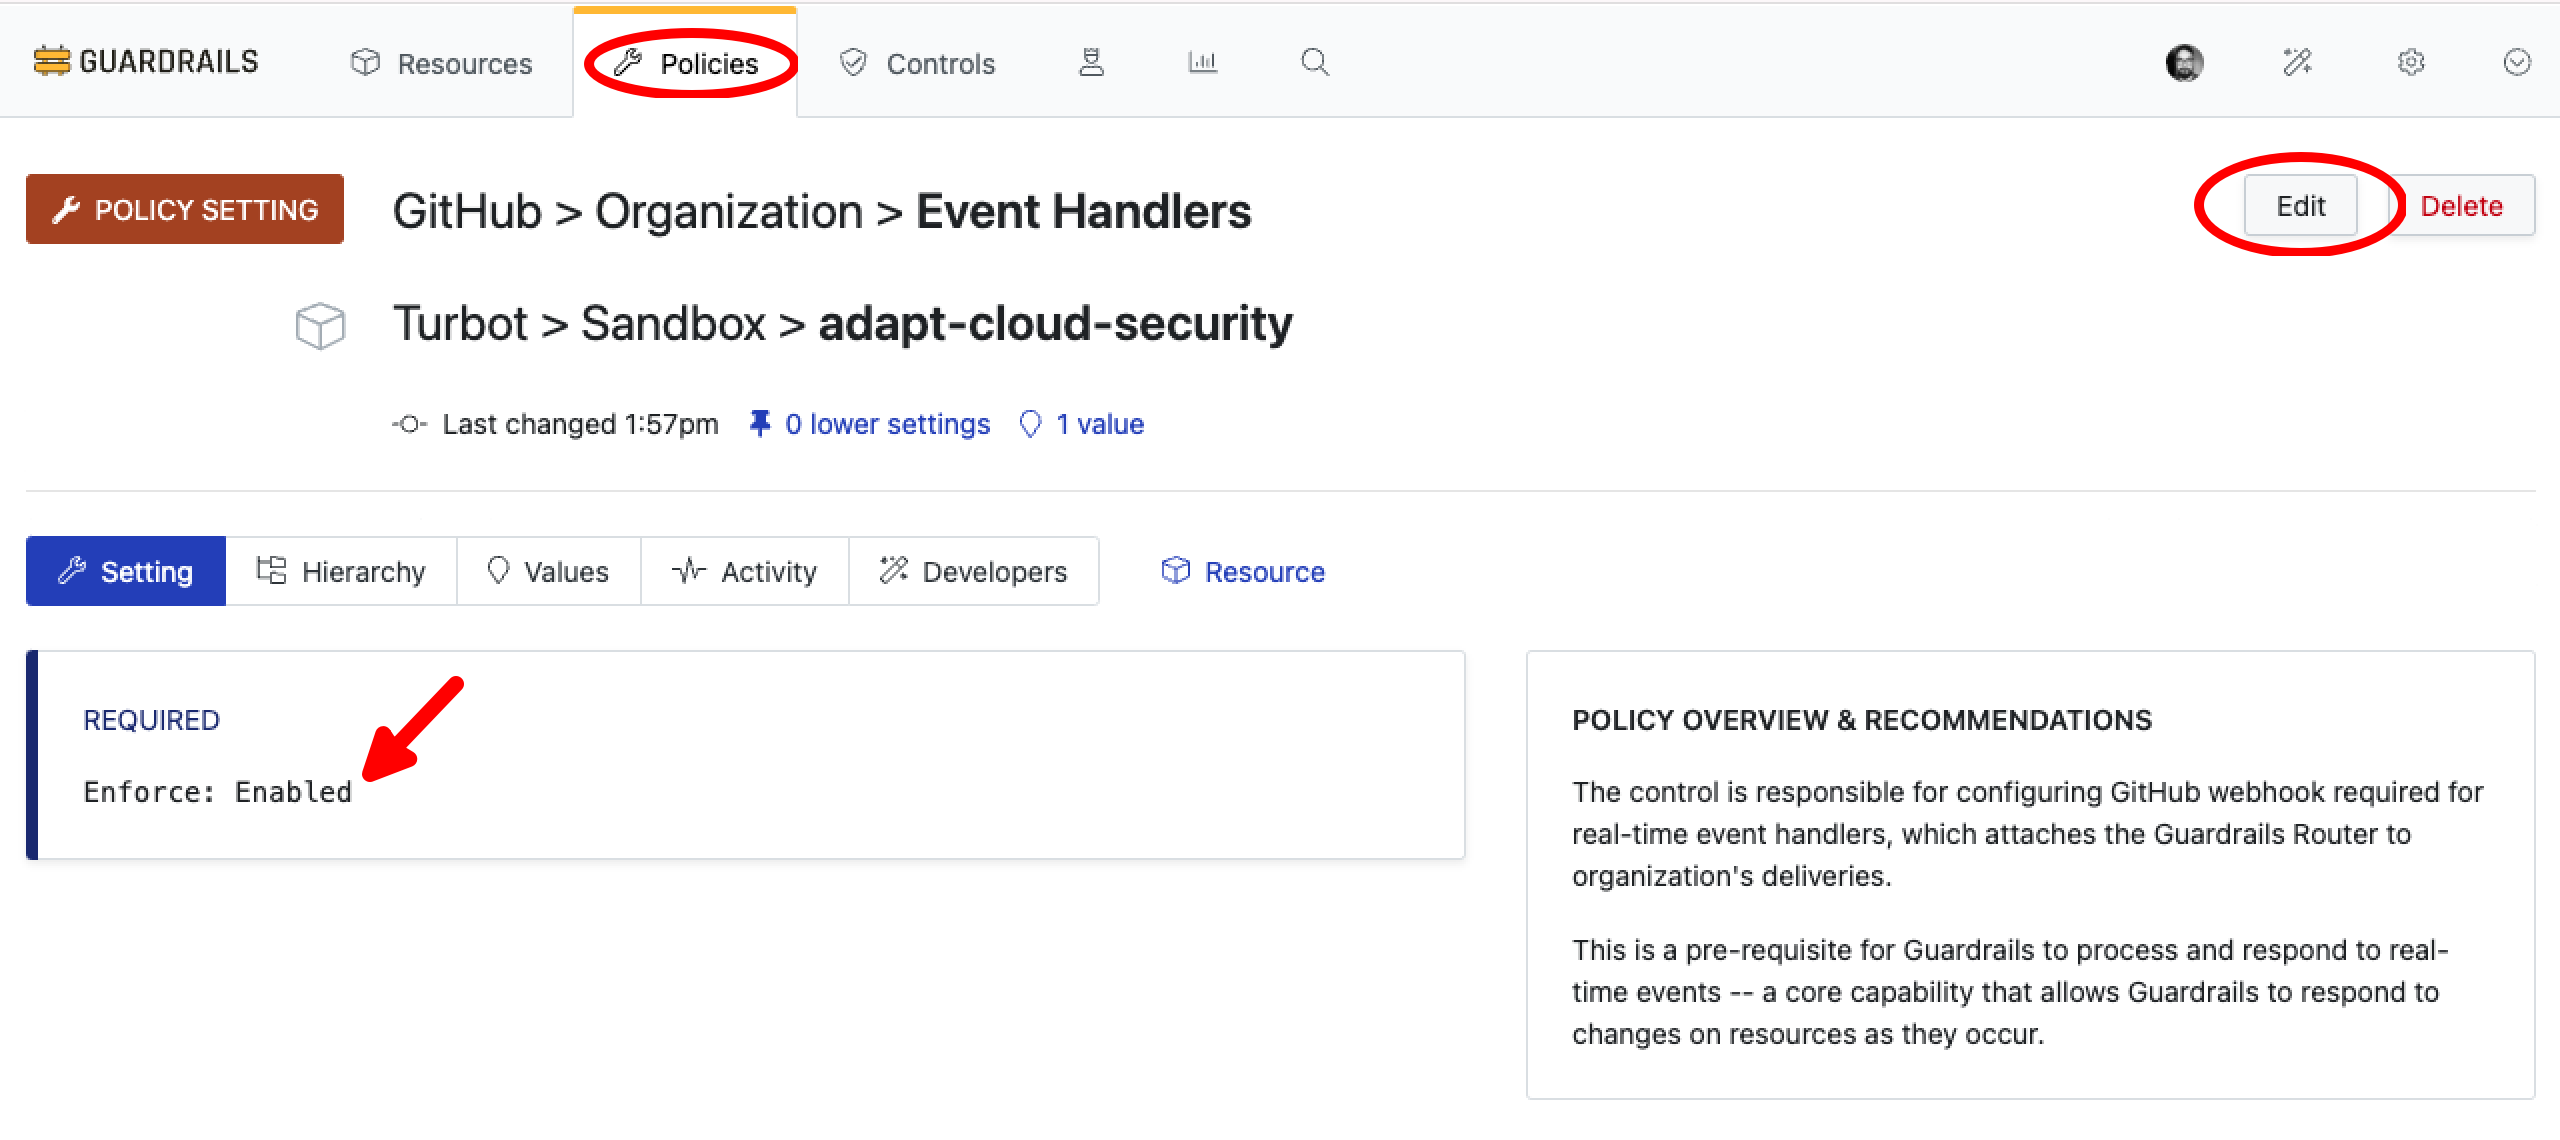 GUARDRAILS Resources Policies Controls
POLICY SETTING GitHub > Organization > Event Handlers Edit Delete
Turbot > Sandbox > adapt-cloud-security
Last changed 1:57pm 0 lower settings 1 value
Setting Hierarchy Values Activity Developers Resource
REQUIRED
Enforce: Enabled
POLICY OVERVIEW & RECOMMENDATIONS
The control is responsible for configuring GitHub webhook required for
real-time event handlers, which attaches the Guardrails Router to
organization's deliveries.
This is a pre-requisite for Guardrails to process and respond to real-
time events -- a core capability that allows Guardrails to respond to
changes on resources as they occur.